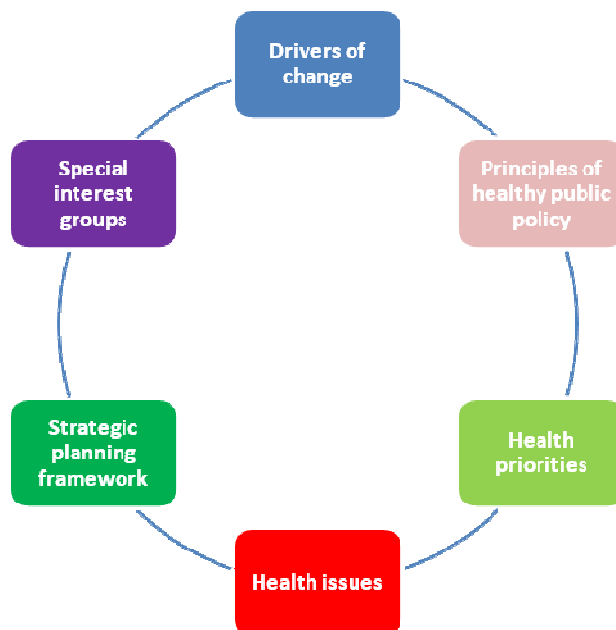 Drivers of
change
Principles of
healthy public
policy
Health
priorities
Health issues
Strategic
planning
framework
Special
interest
groups